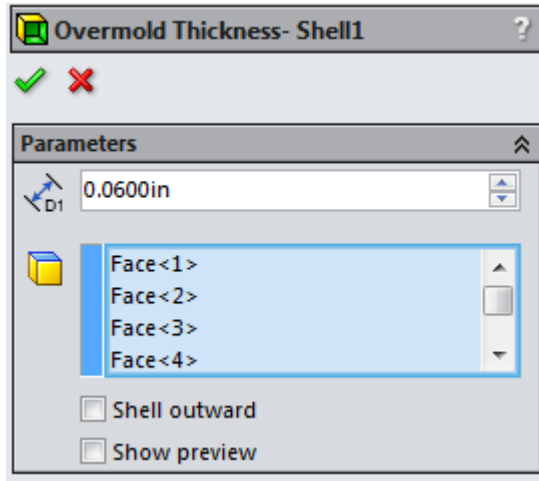 Overmold Thickness- Shell1 ?
Parameters
D1 0.0600in
Face<1>
Face<2>
Face<3>
Face<4>
Shell outward
Show preview